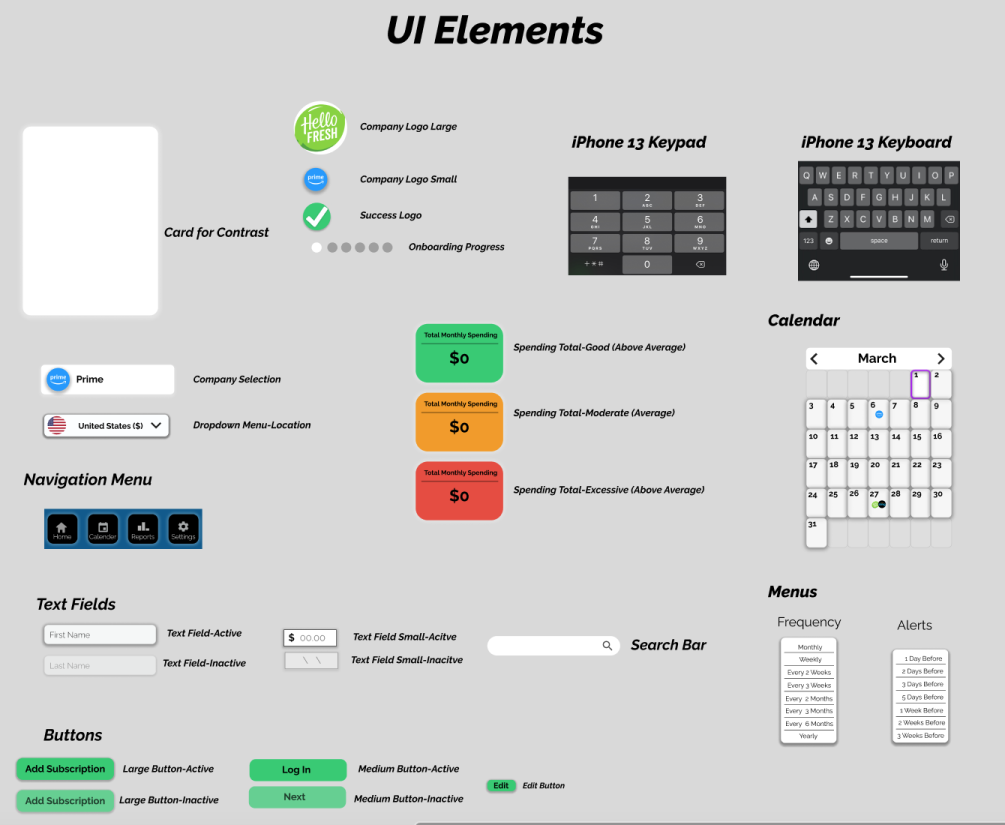 UI Elements
Hello
FRESH
Company Logo Large
prime
Company Logo Small
Success Logo
Onboarding Progress
Card for Contrast
iPhone 13 Keypad
1 2 ABC 3 DEF
4 GHI 5 JKL 6 MNO
7 PQRS 8 TUV 9 WXYZ
+ * # 0
iPhone 13 Keyboard
Q W E R T Y U I O P
A S D F G H J K L
Z X C V B N M
123 space return
prime Prime
Company Selection
United States ($)
Dropdown Menu-Location
Total Monthly Spending
$0
Spending Total-Good (Above Average)
Total Monthly Spending
$0
Spending Total-Moderate (Average)
Total Monthly Spending
$0
Spending Total-Excessive (Above Average)
Calendar
March
1 2
3 4 5 6 7 8 9
10 11 12 13 14 15 16
17 18 19 20 21 22 23
24 25 26 27 28 29 30
31
Navigation Menu
Home Calender Reports Settings
Text Fields
First Name
Text Field-Active
Last Name
Text Field-Inactive
$ 00.00
Text Field Small-Acitve
\ \
Text Field Small-Inacitve
Search Bar
Menus
Frequency
Monthly
Weekly
Every 2 Weeks
Every 3 Weeks
Every 2 Months
Every 3 Months
Every 6 Months
Yearly
Alerts
1 Day Before
2 Days Before
3 Days Before
5 Days Before
1 Week Before
2 Weeks Before
3 Weeks Before
Buttons
Add Subscription
Large Button-Active
Add Subscription
Large Button-Inactive
Log In
Medium Button-Active
Next
Medium Button-Inactive
Edit
Edit Button